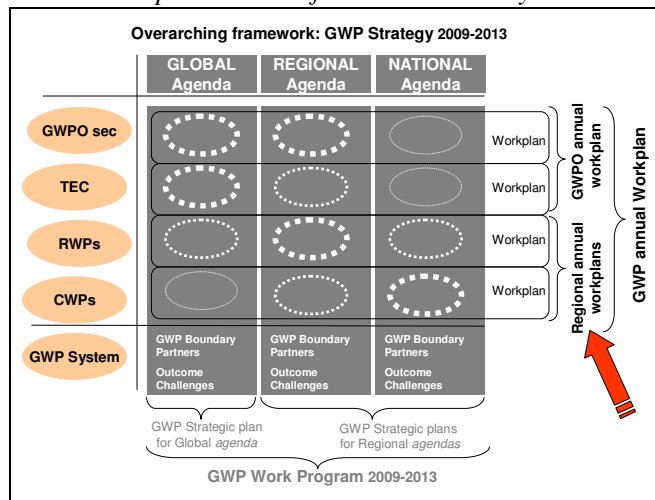 Overarching framework: GWP Strategy 2009-2013
GLOBAL REGIONAL NATIONAL
Agenda Agenda Agenda
GWPO sec Workplan
TEC Workplan
RWPs Workplan
CWPs Workplan
GWPO annual
workplan
Regional annual
workplans
GWP annual Workplan
GWP System
GWP Boundary
Partners
Outcome
Challenges
GWP Boundary
Partners
Outcome
Challenges
GWP Boundary
Partners
Outcome
Challenges
GWP Strategic plan
for Global agenda
GWP Strategic plans
for Regional agendas
GWP Work Program 2009-2013